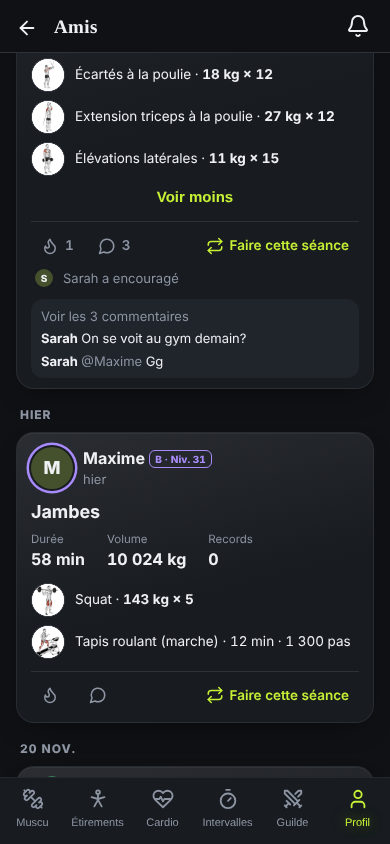 Amis
Écartés à la poulie · 18 kg × 12
Extension triceps à la poulie · 27 kg × 12
Élévations latérales · 11 kg × 15
Voir moins
1 3 Faire cette séance
S Sarah a encouragé
Voir les 3 commentaires
Sarah On se voit au gym demain?
Sarah @Maxime Gg
HIER
M Maxime B · Niv. 31
hier
Jambes
Durée Volume Records
58 min 10 024 kg 0
Squat · 143 kg × 5
Tapis roulant (marche) · 12 min · 1 300 pas
Faire cette séance
20 NOV.
Muscu Étirements Cardio Intervalles Guilde Profil